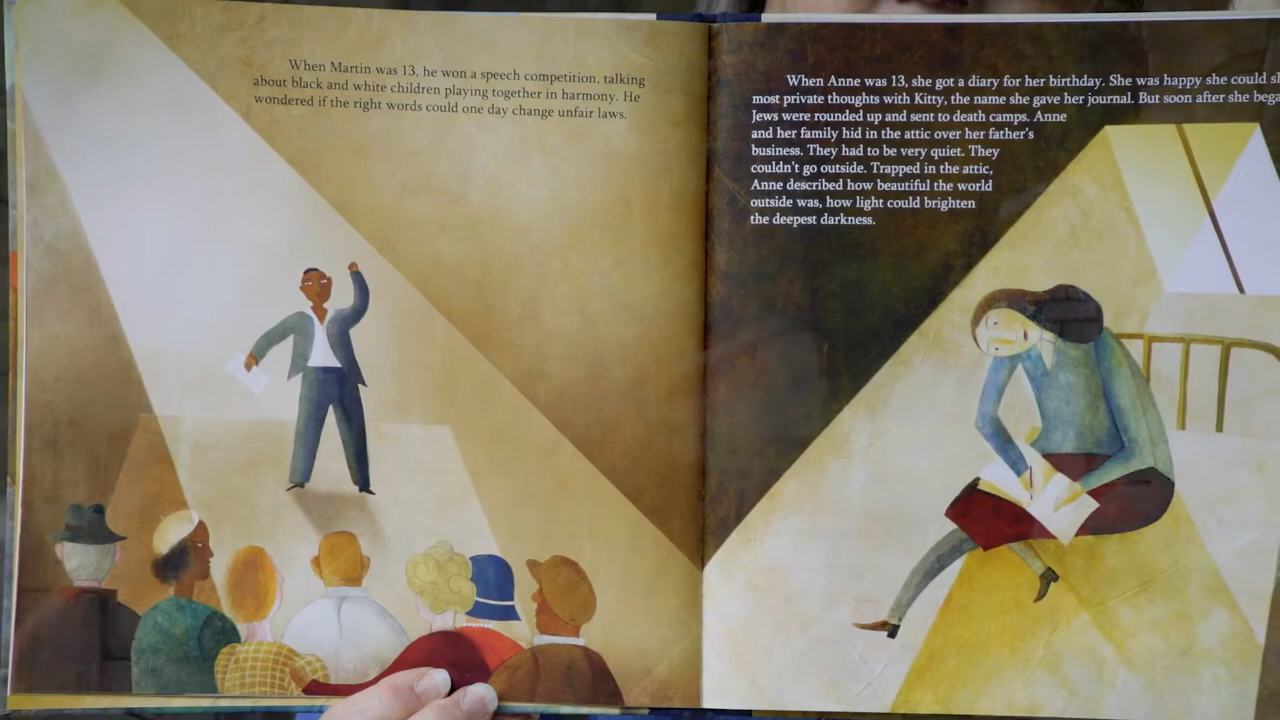 When Martin was 13, he won a speech competition, talking
about black and white children playing together in harmony. He
wondered if the right words could one day change unfair laws.
When Anne was 13, she got a diary for her birthday. She was happy she could
most private thoughts with Kitty, the name she gave her journal. But soon after she
Jews were rounded up and sent to death camps. Anne
and her family hid in the attic over her father's
business. They had to be very quiet. They
couldn't go outside. Trapped in the attic,
Anne described how beautiful the world
outside was, how light could brighten
the deepest darkness.